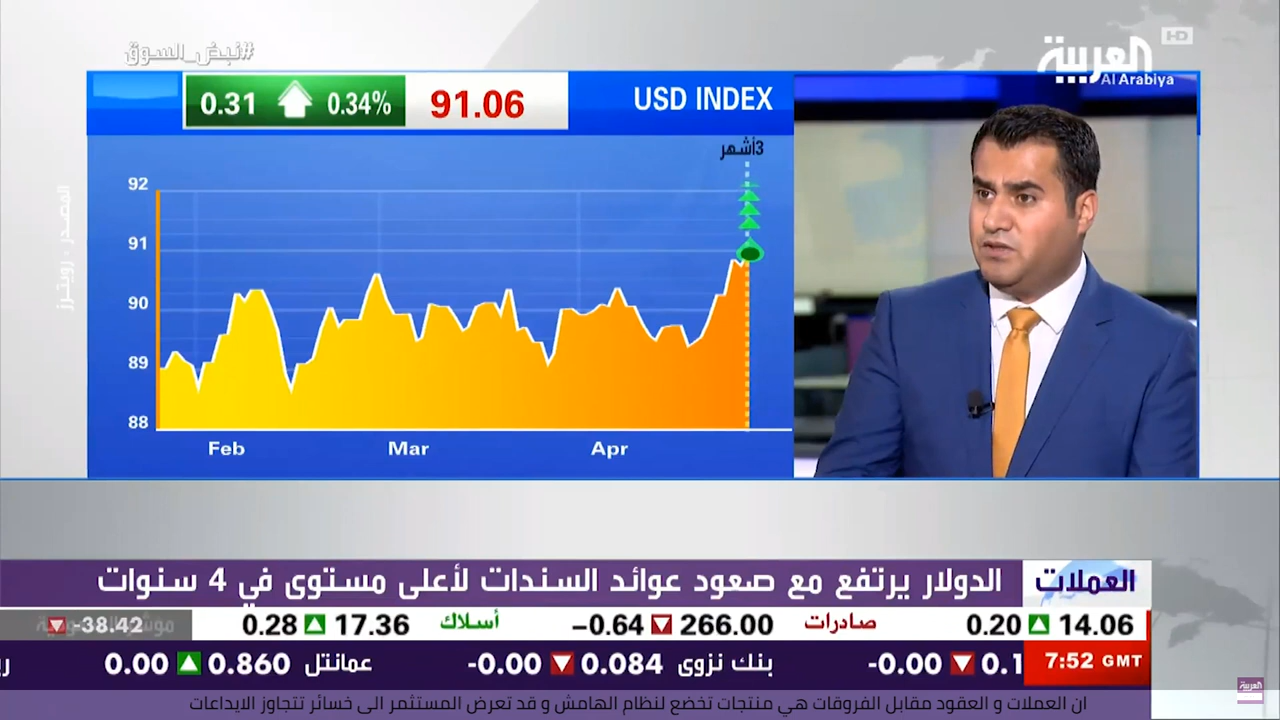 #نبض_السوق
HD
العربية
Al Arabiya
0.31 0.34% 91.06 USD INDEX
3أشهر
92
91
90
89
88
Feb Mar Apr
المصدر : رويترز
العملات
الدولار يرتفع مع صعود عوائد السندات لأعلى مستوى في 4 سنوات
14.06 0.20 صادرات 266.00 −0.64 أسلاك 17.36 0.28 -38.42
7:52 GMT
0.1 -0.00 بنك نزوى 0.084 -0.00 عمانتل 0.860 0.00
العربية
ان العملات و العقود مقابل الفروقات هي منتجات تخضع لنظام الهامش و قد تعرض المستثمر الى خسائر تتجاوز الايداعات